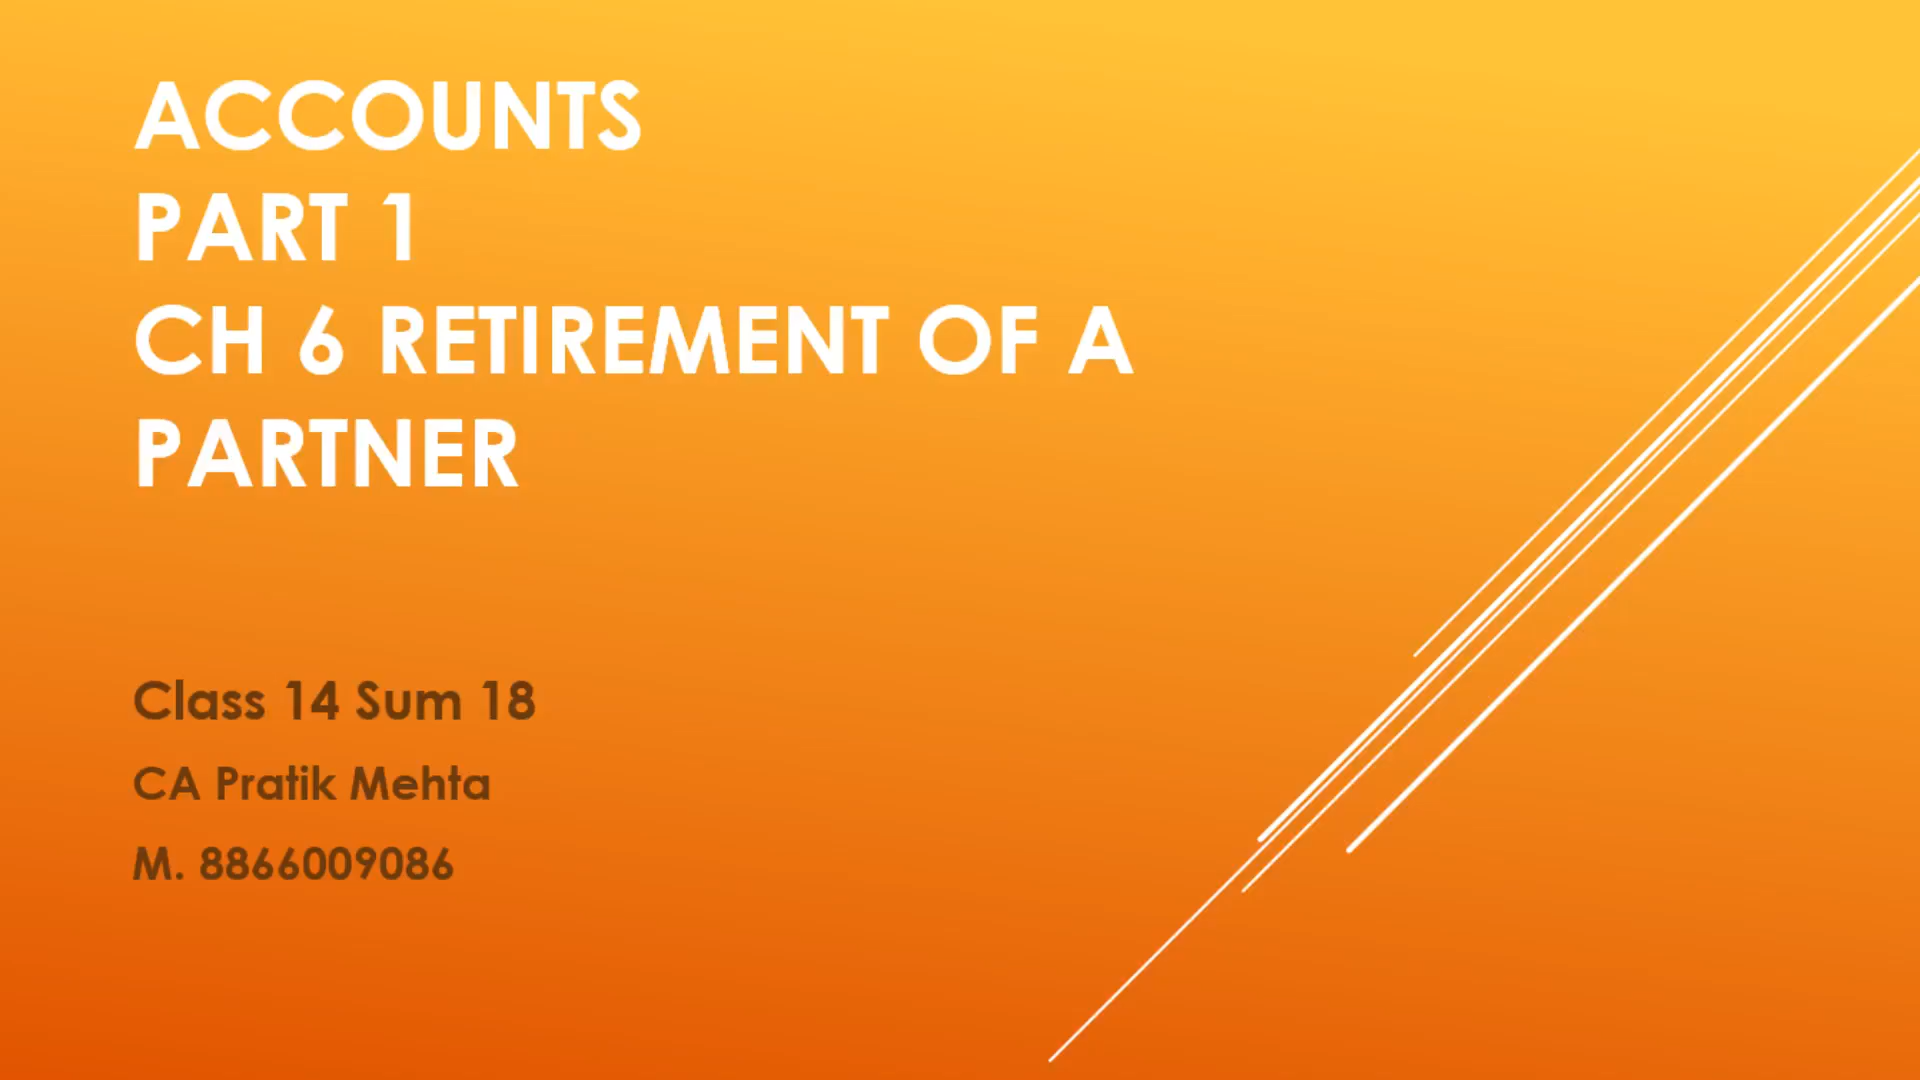 ACCOUNTS
PART 1
CH 6 RETIREMENT OF A
PARTNER
Class 14 Sum 18
CA Pratik Mehta
M. 8866009086